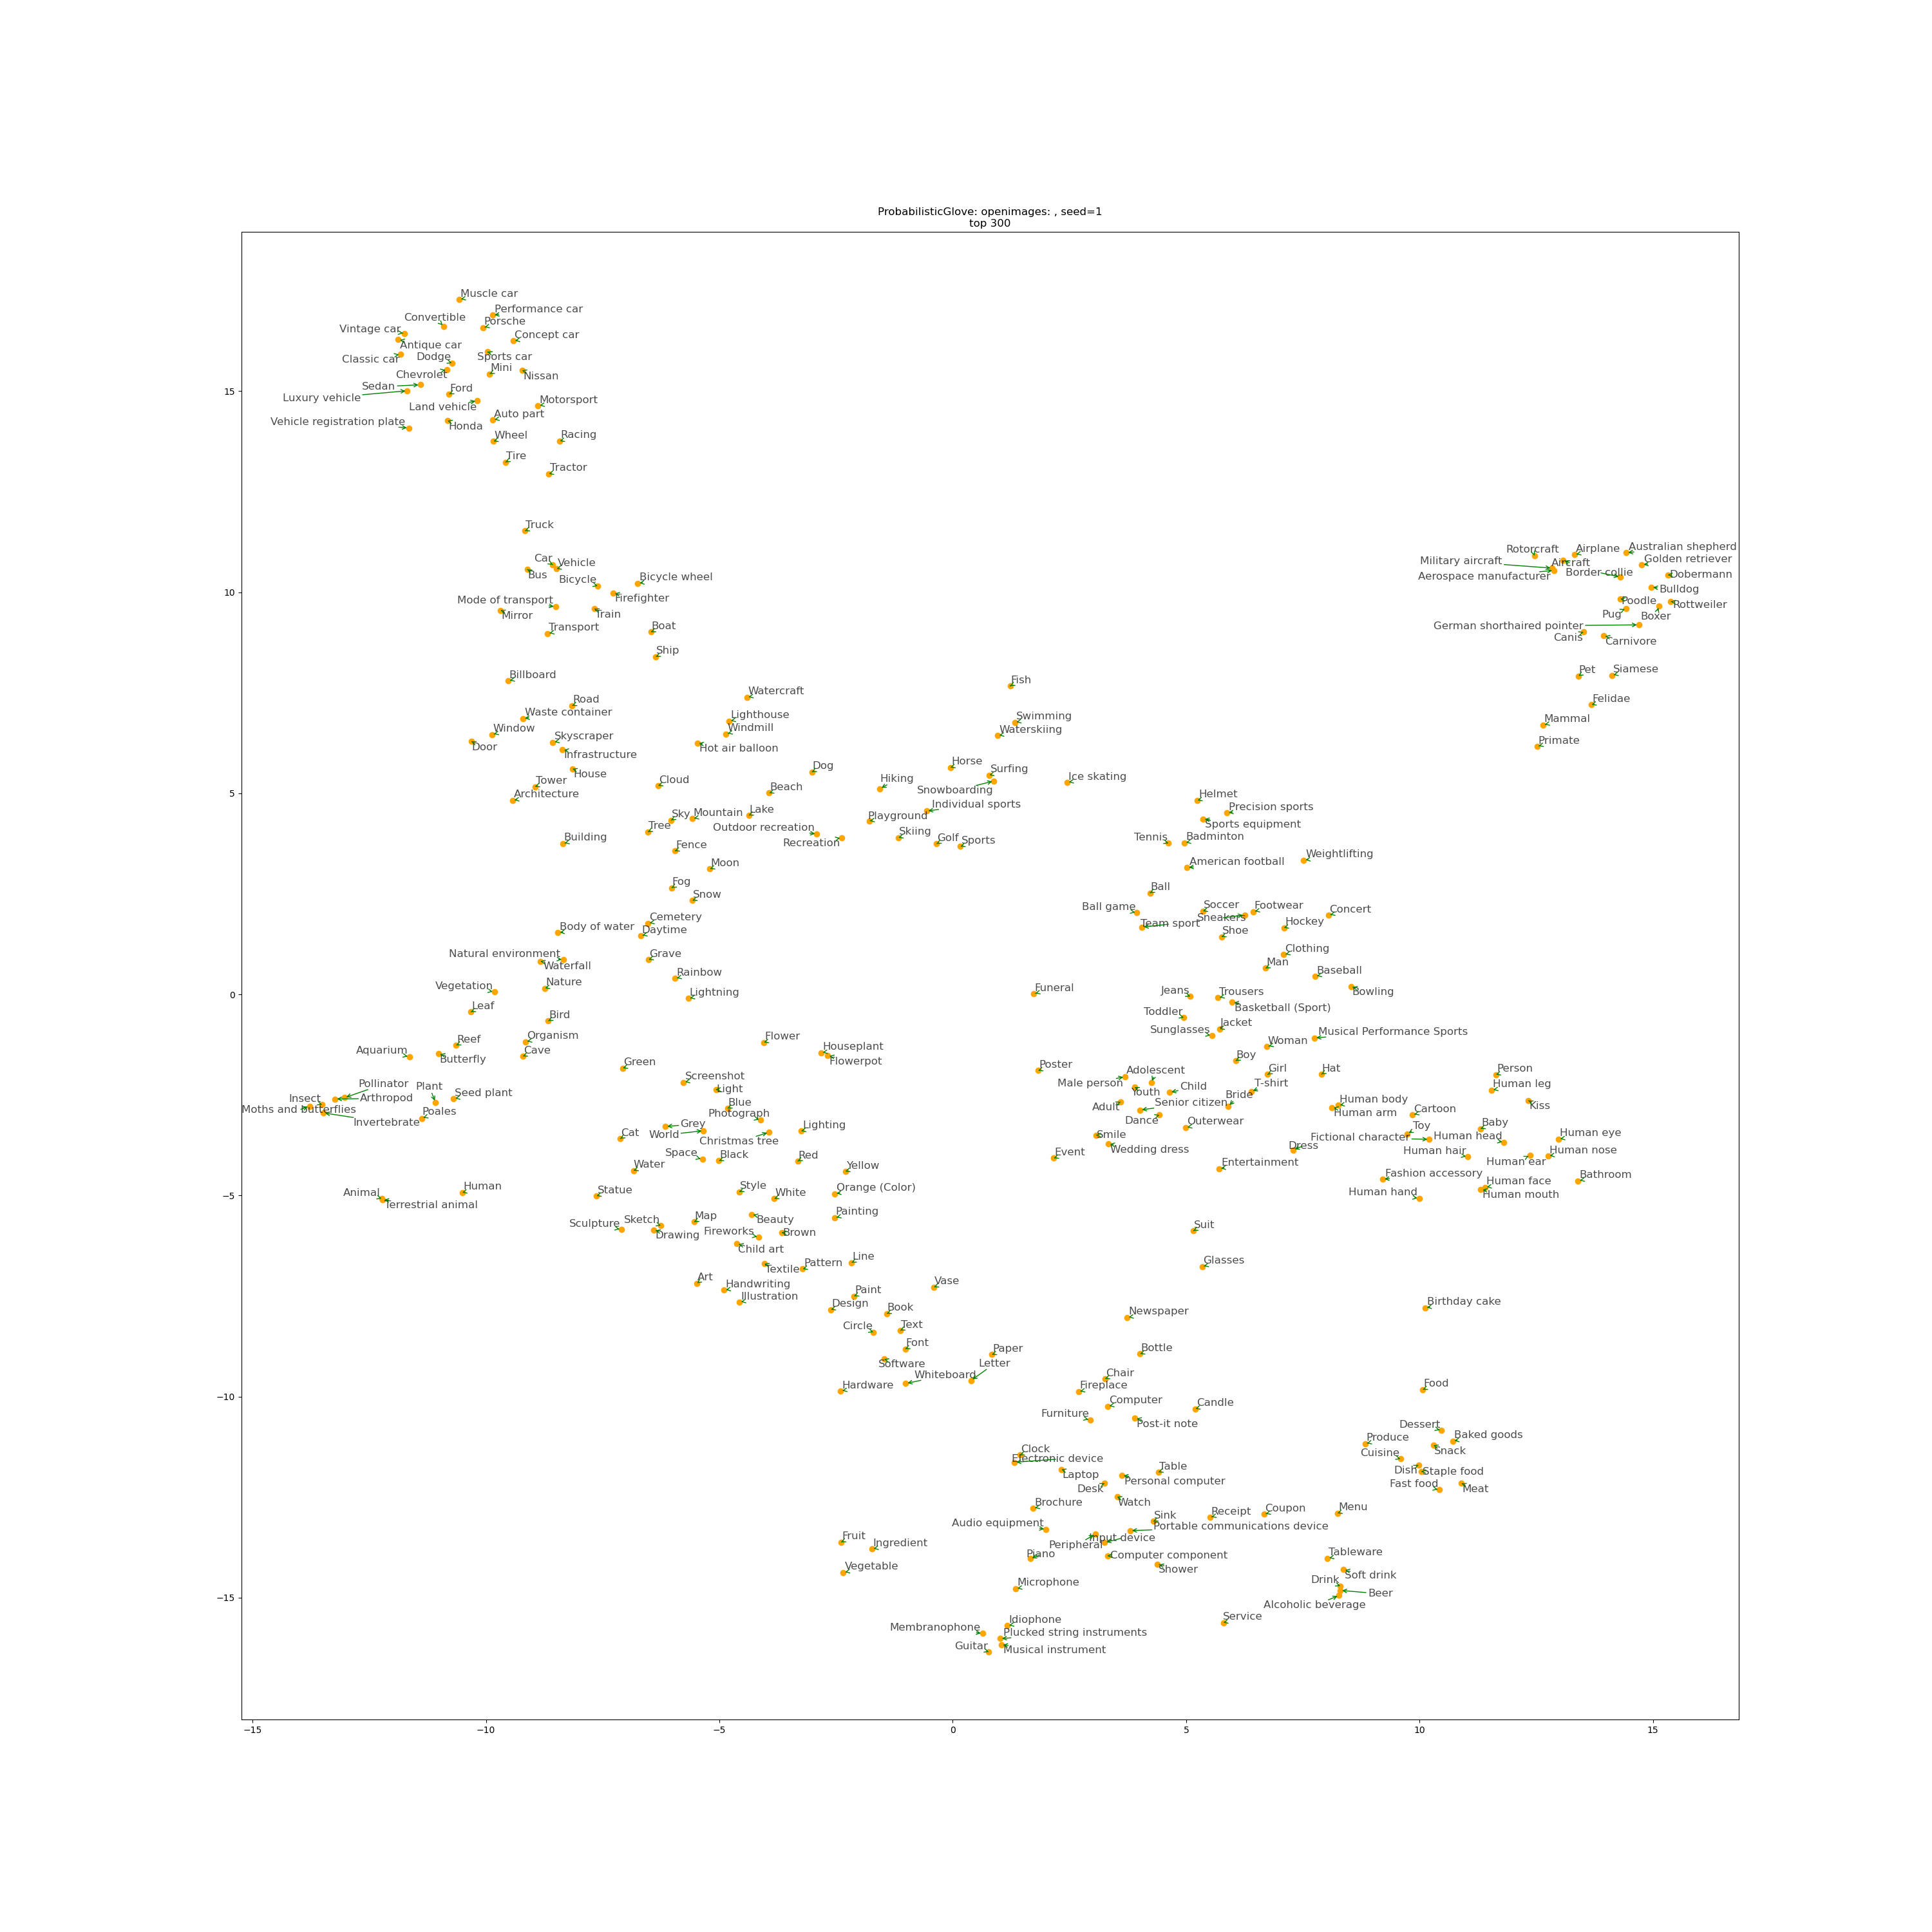 ProbabilisticGlove: openimages: , seed=1
top 300
Muscle car
Performance car
Convertible
Porsche
Vintage car
Concept car
Antique car
Classic car
Dodge
Sports car
Chevrolet
Mini
Nissan
Sedan
Ford
Luxury vehicle
Land vehicle
Motorsport
Auto part
Vehicle registration plate
Honda
Wheel
Racing
Tire
Tractor
15
Truck
Car
Vehicle
Bus
Bicycle
Bicycle wheel
Firefighter
Mode of transport
Mirror
Train
Transport
Boat
Ship
10
Rotorcraft
Airplane
Australian shepherd
Military aircraft
Aircraft
Golden retriever
Aerospace manufacturer
Border collie
Dobermann
Bulldog
Poodle
Rottweiler
Pug
Boxer
German shorthaired pointer
Canis
Carnivore
Pet
Siamese
Felidae
Mammal
Primate
Billboard
Road
Waste container
Window
Door
Skyscraper
Infrastructure
House
Tower
Architecture
Building
Watercraft
Lighthouse
Windmill
Hot air balloon
Cloud
Dog
Beach
Sky
Mountain
Lake
Tree
Outdoor recreation
Recreation
Fence
Moon
Fog
Snow
Fish
Swimming
Waterskiing
Horse
Surfing
Hiking
Snowboarding
Ice skating
Individual sports
Playground
Skiing
Golf
Sports
5
Helmet
Precision sports
Sports equipment
Tennis
Badminton
Weightlifting
American football
Ball
Ball game
Soccer
Footwear
Concert
Sneakers
Team sport
Hockey
Shoe
Clothing
Man
Baseball
Bowling
Cemetery
Body of water
Daytime
Natural environment
Waterfall
Grave
Rainbow
Nature
Vegetation
Lightning
Leaf
Bird
0
Funeral
Jeans
Trousers
Basketball (Sport)
Toddler
Jacket
Sunglasses
Musical Performance Sports
Woman
Boy
Reef
Organism
Aquarium
Butterfly
Cave
Flower
Houseplant
Flowerpot
Green
Screenshot
Light
Blue
Photograph
Pollinator
Plant
Seed plant
Insect
Arthropod
Moths and butterflies
Invertebrate
Poales
Grey
World
Christmas tree
Lighting
Cat
Space
Black
Red
Water
Yellow
Poster
Adolescent
Male person
Youth
Child
Girl
T-shirt
Hat
Adult
Senior citizen
Bride
Dance
Outerwear
Smile
Wedding dress
Event
Entertainment
Dress
Human body
Human arm
Cartoon
Toy
Fictional character
Person
Human leg
Kiss
Baby
Human head
Human eye
Human hair
Human ear
Human nose
Fashion accessory
Human face
Bathroom
Human hand
Human mouth
Animal
Terrestrial animal
Human
Statue
Style
White
Orange (Color)
−5
Sculpture
Sketch
Drawing
Map
Beauty
Painting
Fireworks
Brown
Child art
Textile
Pattern
Line
Art
Handwriting
Illustration
Paint
Design
Book
Vase
Circle
Text
Font
Software
Paper
Letter
Whiteboard
Hardware
Suit
Glasses
Newspaper
Bottle
Birthday cake
Chair
Fireplace
Food
−10
Computer
Candle
Furniture
Post-it note
Dessert
Baked goods
Produce
Snack
Cuisine
Dish
Staple food
Fast food
Meat
Clock
Electronic device
Laptop
Table
Personal computer
Desk
Watch
Brochure
Sink
Receipt
Coupon
Menu
Audio equipment
Portable communications device
Input device
Peripheral
Piano
Computer component
Shower
Fruit
Ingredient
Vegetable
Microphone
Tableware
Soft drink
Drink
Beer
Alcoholic beverage
−15
Service
Idiophone
Membranophone
Plucked string instruments
Guitar
Musical instrument
−15 −10 −5 0 5 10 15